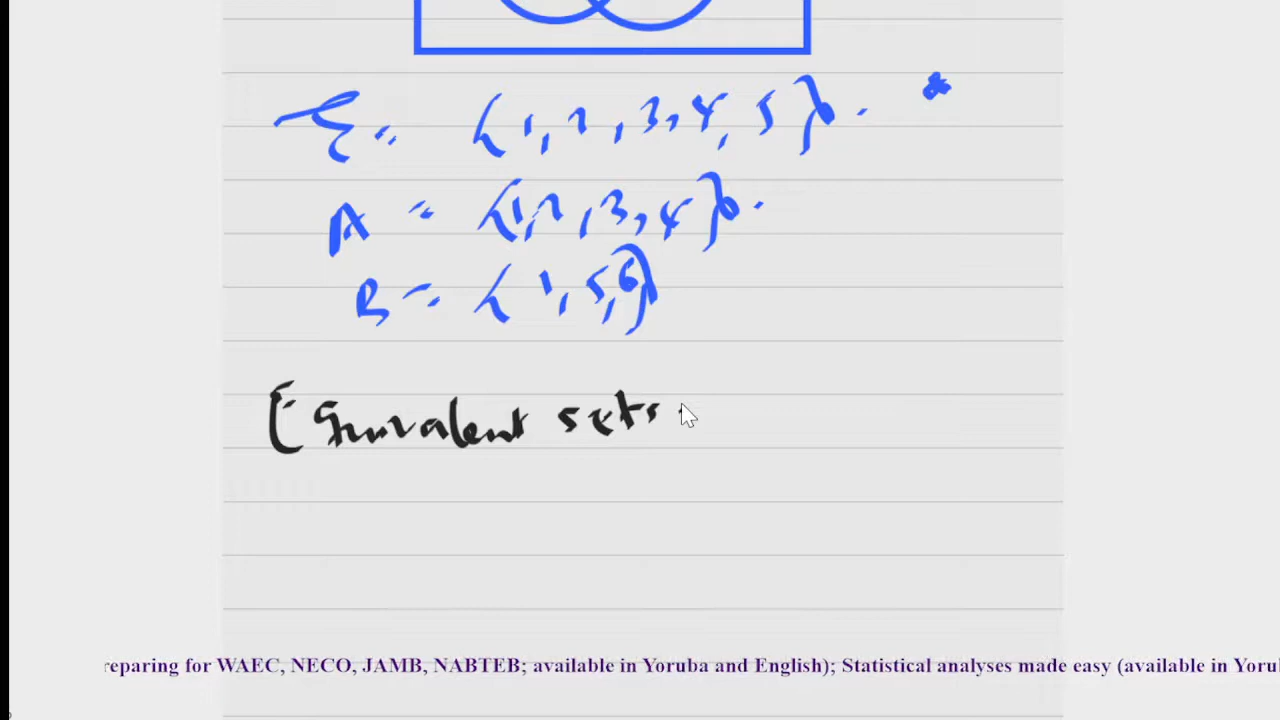 ξ = {1, 2, 3, 4, 5}.
A = {1, 2, 3, 4}.
B = {1, 5, 6}
Equivalent sets
reparing for WAEC, NECO, JAMB, NABTEB; available in Yoruba and English); Statistical analyses made easy (available in Yoru